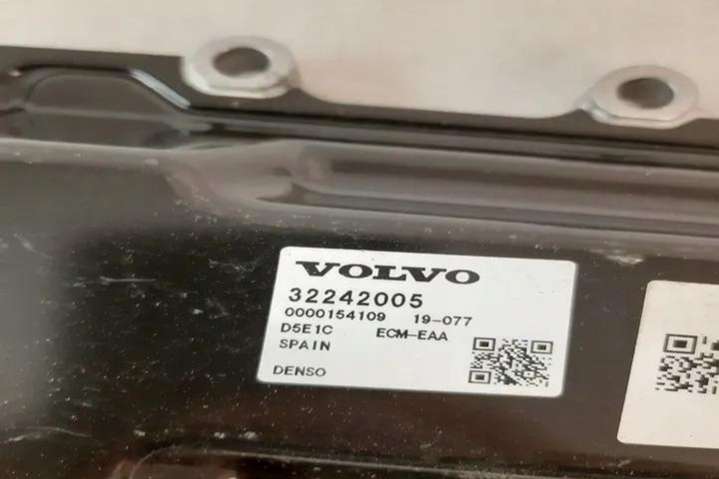 VOLVO
32242005
0000154109 19-077
D5E1C ECM-EAA
SPAIN
DENSO